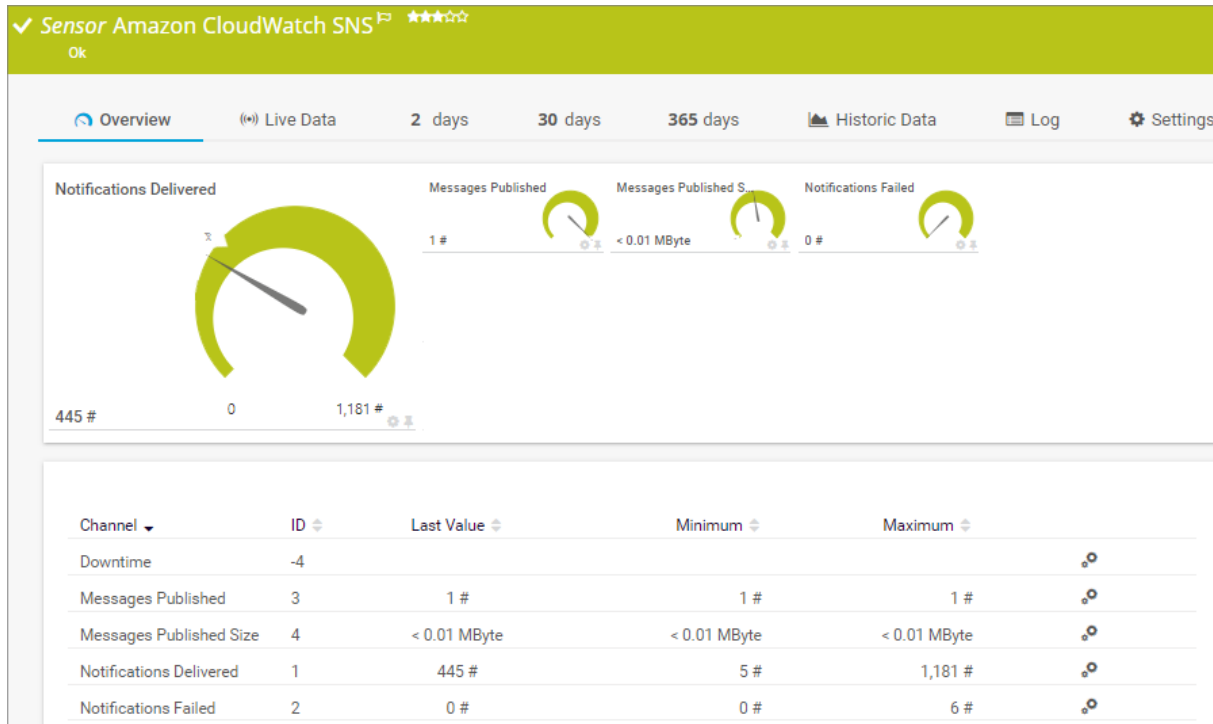 Sensor Amazon CloudWatch SNS
Ok
Overview Live Data 2 days 30 days 365 days Historic Data Log Settings
Notifications Delivered
445 #
0
1,181 #
Messages Published
1 #
Messages Published S...
< 0.01 MByte
Notifications Failed
0 #
Channel ID Last Value Minimum Maximum
Downtime -4
Messages Published 3 1 # 1 # 1 #
Messages Published Size 4 < 0.01 MByte < 0.01 MByte < 0.01 MByte
Notifications Delivered 1 445 # 5 # 1,181 #
Notifications Failed 2 0 # 0 # 6 #